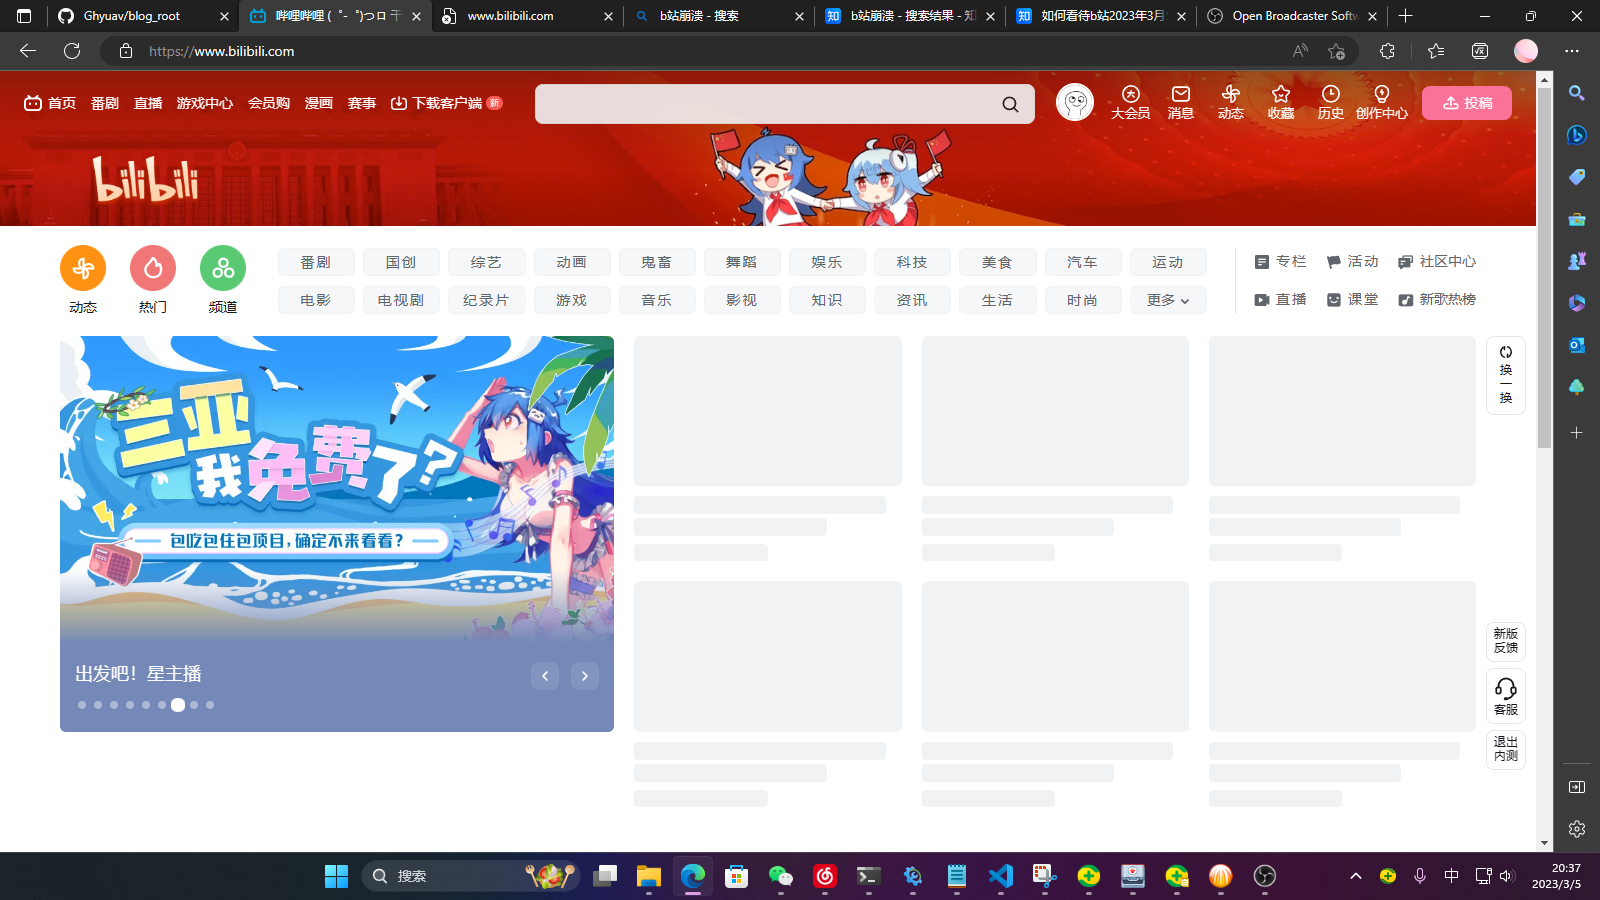 Ghyuav/blog_root
哔哩哔哩 (゜-゜)つロ 干
www.bilibili.com
b站崩溃 - 搜索
b站崩溃 - 搜索结果 - 知
如何看待b站2023年3月5
Open Broadcaster Softw
https://www.bilibili.com
首页
番剧
直播
游戏中心
会员购
漫画
赛事
下载客户端
新
大会员
消息
动态
收藏
历史
创作中心
投稿
bilibili
动态
热门
频道
番剧
国创
综艺
动画
鬼畜
舞蹈
娱乐
科技
美食
汽车
运动
电影
电视剧
纪录片
游戏
音乐
影视
知识
资讯
生活
时尚
更多
专栏
活动
社区中心
直播
课堂
新歌热榜
三亚
我免费了?
包吃包住包项目,确定不来看看?
出发吧!星主播
换
一
换
新版
反馈
客服
退出
内测
搜索
中
20:37
2023/3/5